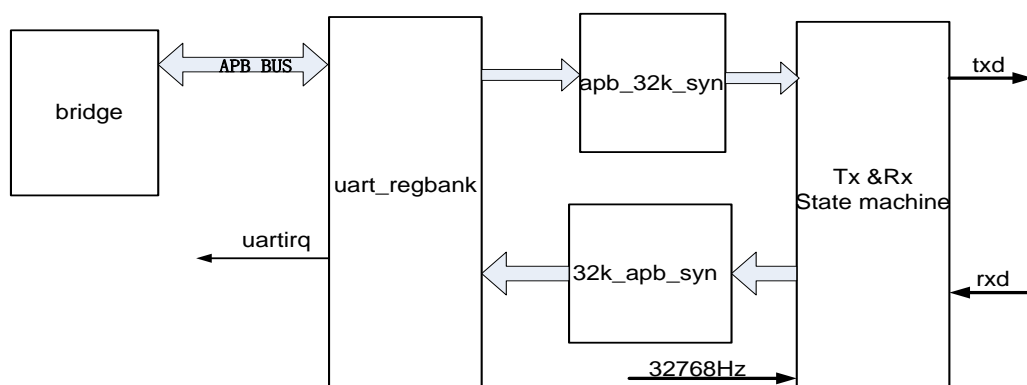 bridge
APB BUS
uart_regbank
apb_32k_syn
Tx &Rx
State machine
txd
uartirq
32k_apb_syn
rxd
32768Hz